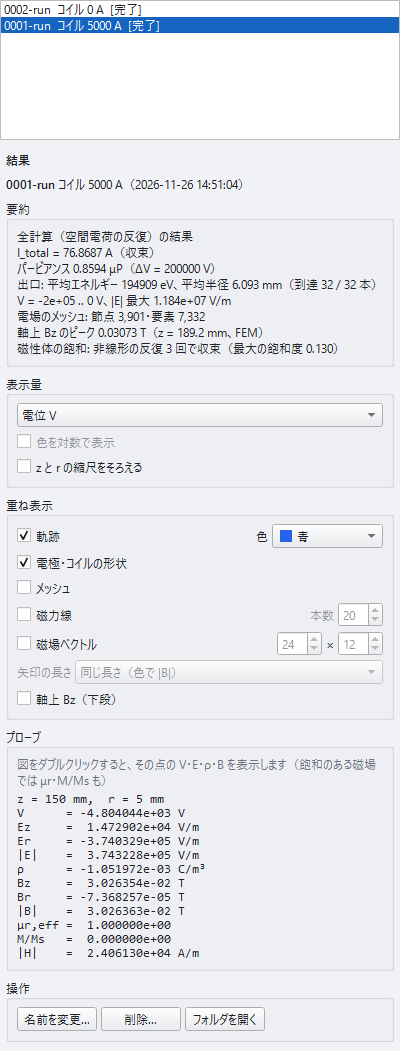 0002-run コイル 0 A [完了]
0001-run コイル 5000 A [完了]
結果
0001-run コイル 5000 A（2026-11-26 14:51:04）
要約
全計算（空間電荷の反復）の結果
I_total = 76.8687 A（収束）
パービアンス 0.8594 μP（ΔV = 200000 V）
出口: 平均エネルギー 194909 eV、平均半径 6.093 mm（到達 32 / 32 本）
V = -2e+05 .. 0 V、|E| 最大 1.184e+07 V/m
電場のメッシュ: 節点 3,901・要素 7,332
軸上 Bz のピーク 0.03073 T（z = 189.2 mm、FEM）
磁性体の飽和: 非線形の反復 3 回で収束（最大の飽和度 0.130）
表示量
電位 V
色を対数で表示
z と r の縮尺をそろえる
重ね表示
軌跡 色 青
電極・コイルの形状
メッシュ
磁力線 本数 20
磁場ベクトル 24 × 12
矢印の長さ 同じ長さ（色で |B|）
軸上 Bz（下段）
プローブ
図をダブルクリックすると、その点の V・E・ρ・B を表示します（飽和のある磁場
では μr・M/Ms も）
z = 150 mm, r = 5 mm
V = -4.804044e+03 V
Ez = 1.472902e+04 V/m
Er = -3.740329e+05 V/m
|E| = 3.743228e+05 V/m
ρ = -1.051972e-03 C/m³
Bz = 3.026354e-02 T
Br = -7.368257e-05 T
|B| = 3.026363e-02 T
μr,eff = 1.000000e+00
M/Ms = 0.000000e+00
|H| = 2.406130e+04 A/m
操作
名前を変更... 削除... フォルダを開く